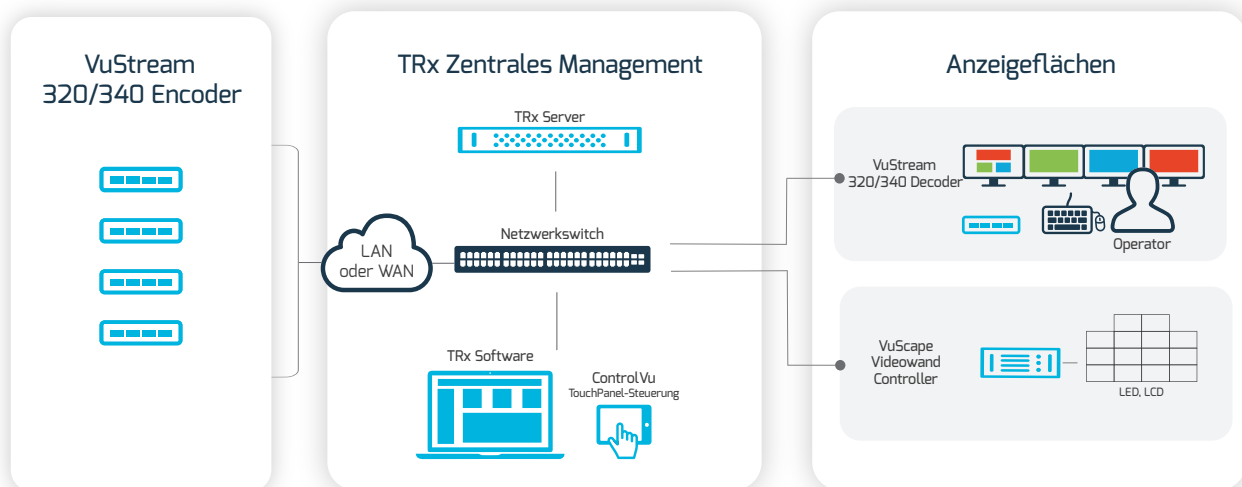 VuStream
320/340 Encoder
TRx Zentrales Management
TRx Server
LAN
oder WAN
Netzwerkswitch
TRx Software
ControlVu
TouchPanel-Steuerung
Anzeigeflächen
VuStream
320/340 Decoder
Operator
VuScape
Videowand
Controller
LED, LCD